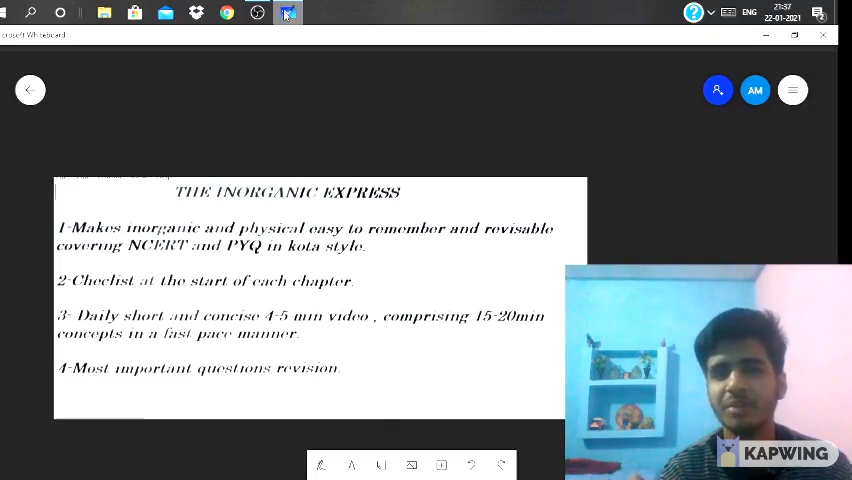 ENG
21:37
22-01-2021
2
crosoft Whiteboard
AM
THE INORGANIC EXPRESS
1-Makes inorganic and physical easy to remember and revisable
covering NCERT and PYQ in kota style.
2-Checlist at the start of each chapter.
3- Daily short and concise 4-5 min video , comprising 15-20min
concepts in a fast pace manner.
4-Most important questions revision.
KAPWING